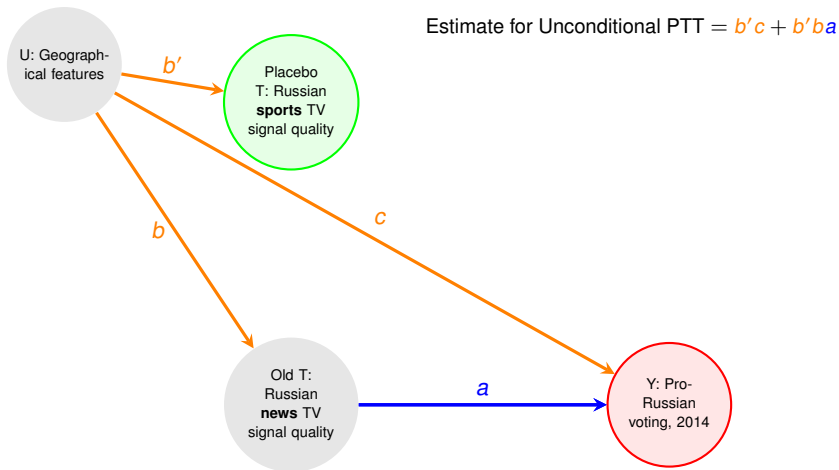 Estimate for Unconditional PTT = b′c + b′ba
U: Geograph-
ical features
b′
Placebo
T: Russian
sports TV
signal quality
c
b
Old T:
Russian
news TV
signal quality
a
Y: Pro-
Russian
voting, 2014